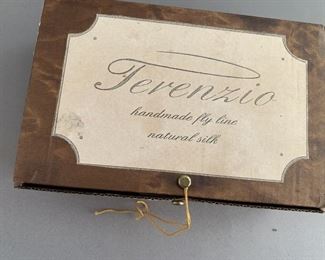 Terenzio
handmade fly line
natural silk